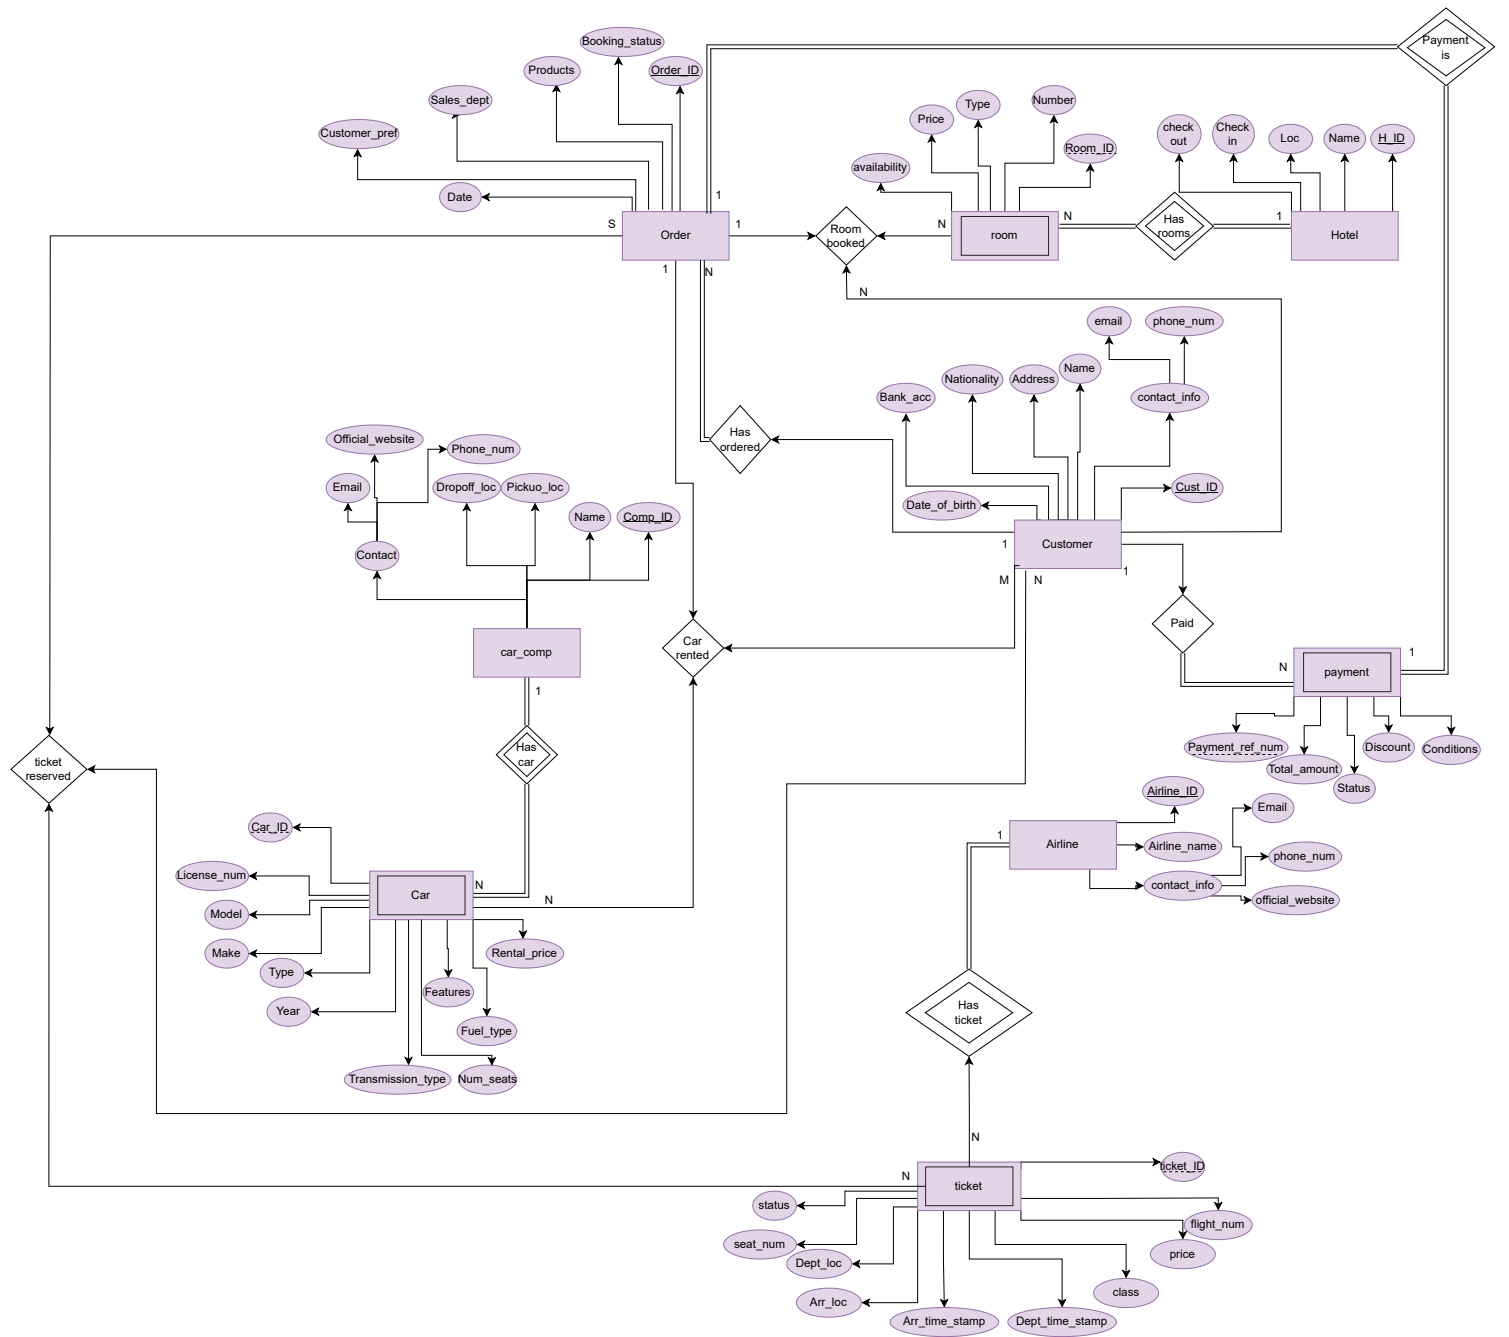 Payment
is
Booking_status
Products
Order_ID
Sales_dept
Customer_pref
Date
Type
Number
Price
Room_ID
availability
check
out
Check
in
Loc
Name
H_ID
1
S
Order
1
Room
booked
N
room
N
Has
rooms
1
Hotel
1
N
N
email
phone_num
Name
Nationality
Address
Bank_acc
contact_info
Official_website
Phone_num
Has
ordered
Email
Dropoff_loc
Pickuo_loc
Cust_ID
Date_of_birth
Name
Comp_ID
Contact
1
Customer
1
M
N
Paid
Car
rented
car_comp
1
N
payment
1
Has
car
ticket
reserved
Payment_ref_num
Discount
Conditions
Total_amount
Status
Airline_ID
Email
Car_ID
1
Airline
Airline_name
phone_num
License_num
N
Car
N
contact_info
official_website
Model
Make
Rental_price
Type
Features
Year
Fuel_type
Has
ticket
Transmission_type
Num_seats
N
ticket_ID
N
ticket
status
flight_num
seat_num
price
Dept_loc
class
Arr_loc
Arr_time_stamp
Dept_time_stamp